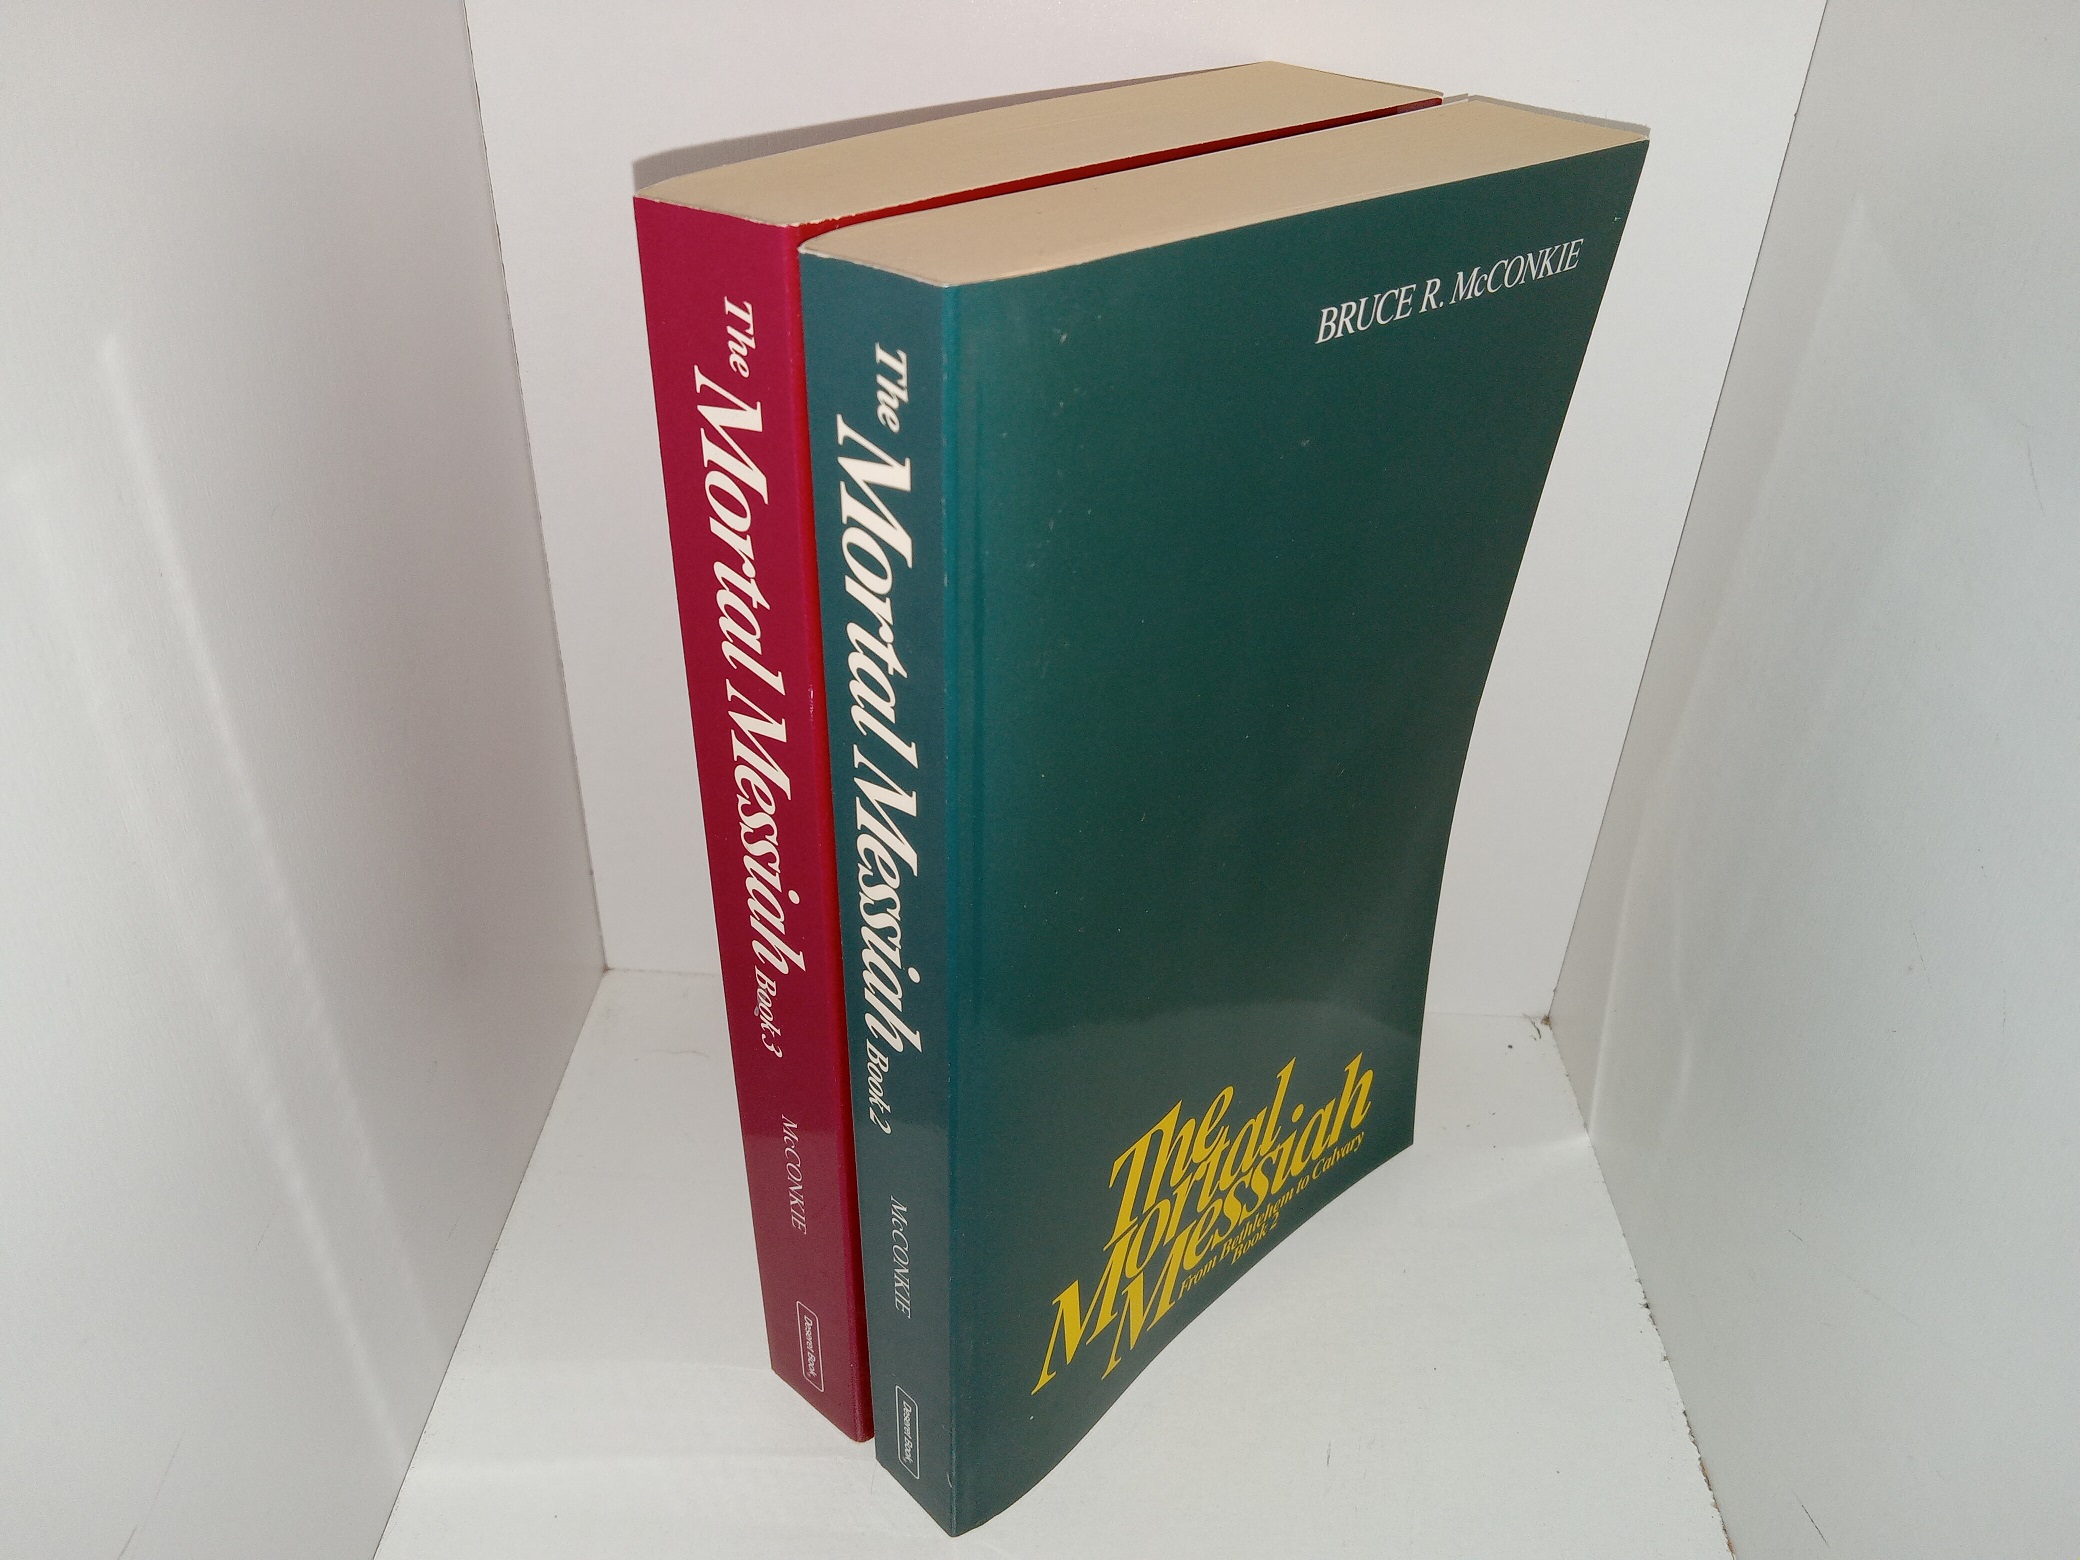 The Mortal Messiah Book 3
McCONKIE
Deseret Book
The Mortal Messiah Book 2
McCONKIE
Deseret Book
BRUCE R. McCONKIE
The
Mortal
Messiah
From Bethlehem to Calvary
Book 2